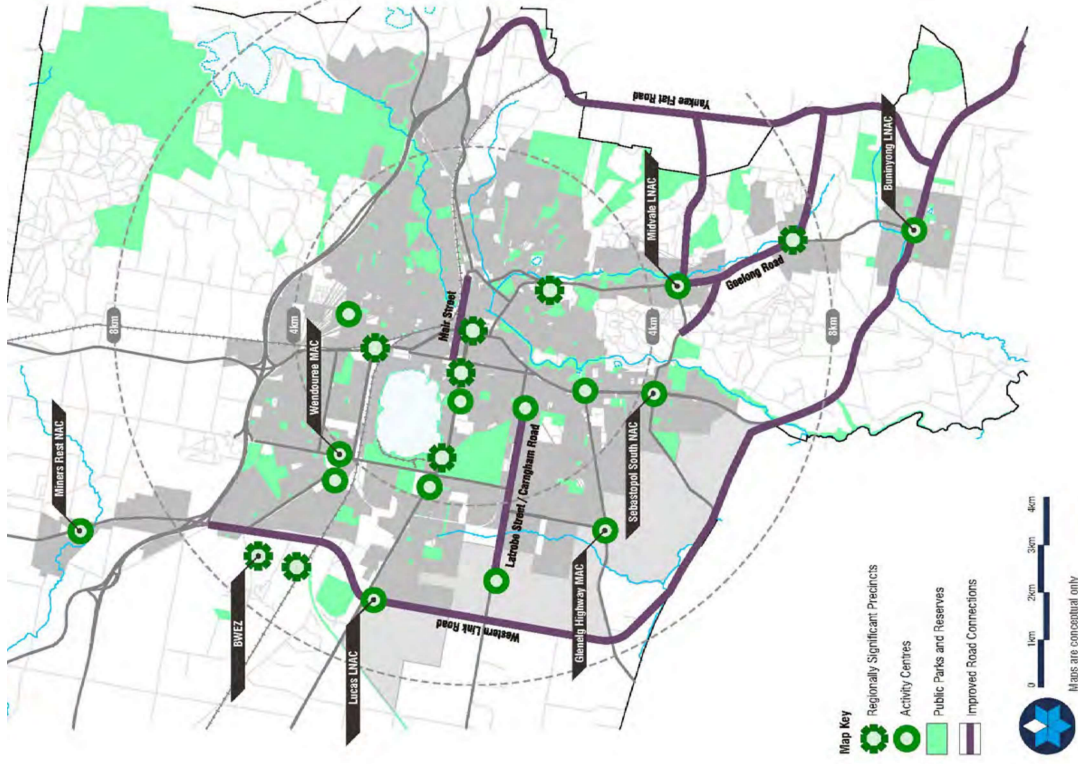 8km
4km
Miners Rest NAC
Wendouree MAC
BWEZ
Lucas LNAC
Mair Street
Latrobe Street / Carngham Road
Western Link Road
Glenelg Highway MAC
Sebastopol South NAC
Midvale LNAC
Yankee Flat Road
Geelong Road
Buninyong LNAC
4km
8km
Map Key
Regionally Significant Precincts
Activity Centres
Public Parks and Reserves
Improved Road Connections
0 1km 2km 3km 4km
Maps are conceptual only